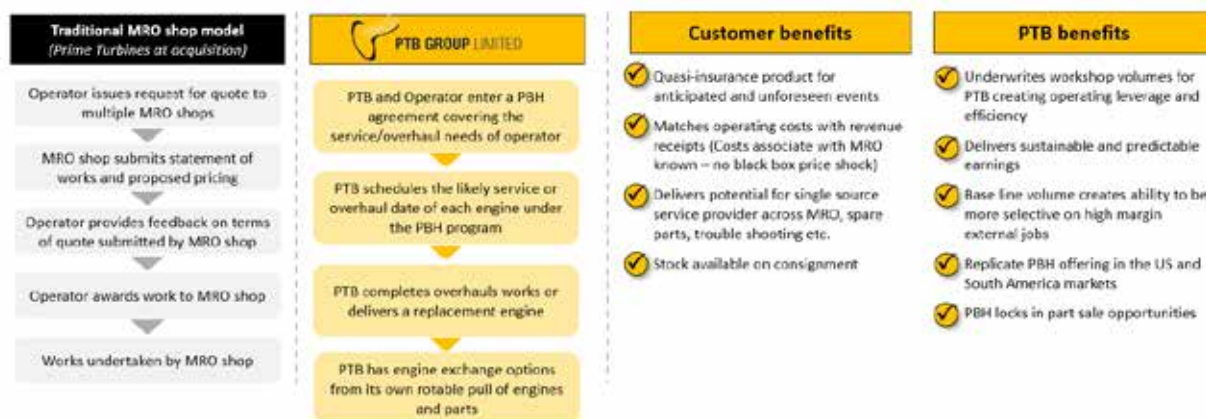 Traditional MRO shop model
(Prime Turbines at acquisition)
Operator issues request for quote to
multiple MRO shops
MRO shop submits statement of
works and proposed pricing
Operator provides feedback on terms
of quote submitted by MRO shop
Operator awards work to MRO shop
Works undertaken by MRO shop
PTB GROUP LIMITED
PTB and Operator enter a PBH
agreement covering the
service/overhaul needs of operator
PTB schedules the likely service or
overhaul date of each engine under
the PBH program
PTB completes overhauls works or
delivers a replacement engine
PTB has engine exchange options
from its own rotable pull of engines
and parts
Customer benefits
Quasi-insurance product for
anticipated and unforeseen events
Matches operating costs with revenue
receipts (Costs associate with MRO
known – no black box price shock)
Delivers potential for single source
service provider across MRO, spare
parts, trouble shooting etc.
Stock available on consignment
PTB benefits
Underwrites workshop volumes for
PTB creating operating leverage and
efficiency
Delivers sustainable and predictable
earnings
Base line volume creates ability to be
more selective on high margin
external jobs
Replicate PBH offering in the US and
South America markets
PBH locks in part sale opportunities